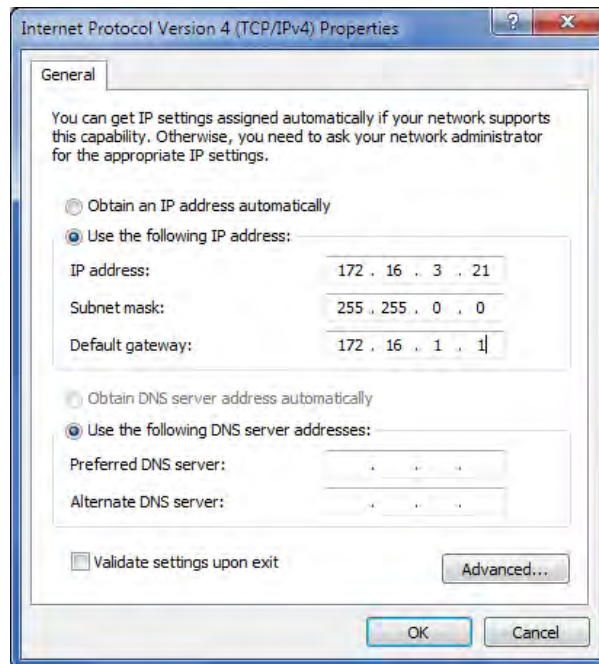 Internet Protocol Version 4 (TCP/IPv4) Properties
? X
General
You can get IP settings assigned automatically if your network supports
this capability. Otherwise, you need to ask your network administrator
for the appropriate IP settings.
Obtain an IP address automatically
Use the following IP address:
IP address: 172 . 16 . 3 . 21
Subnet mask: 255 . 255 . 0 . 0
Default gateway: 172 . 16 . 1 . 1
Obtain DNS server address automatically
Use the following DNS server addresses:
Preferred DNS server: . . .
Alternate DNS server: . . .
Validate settings upon exit
Advanced...
OK Cancel